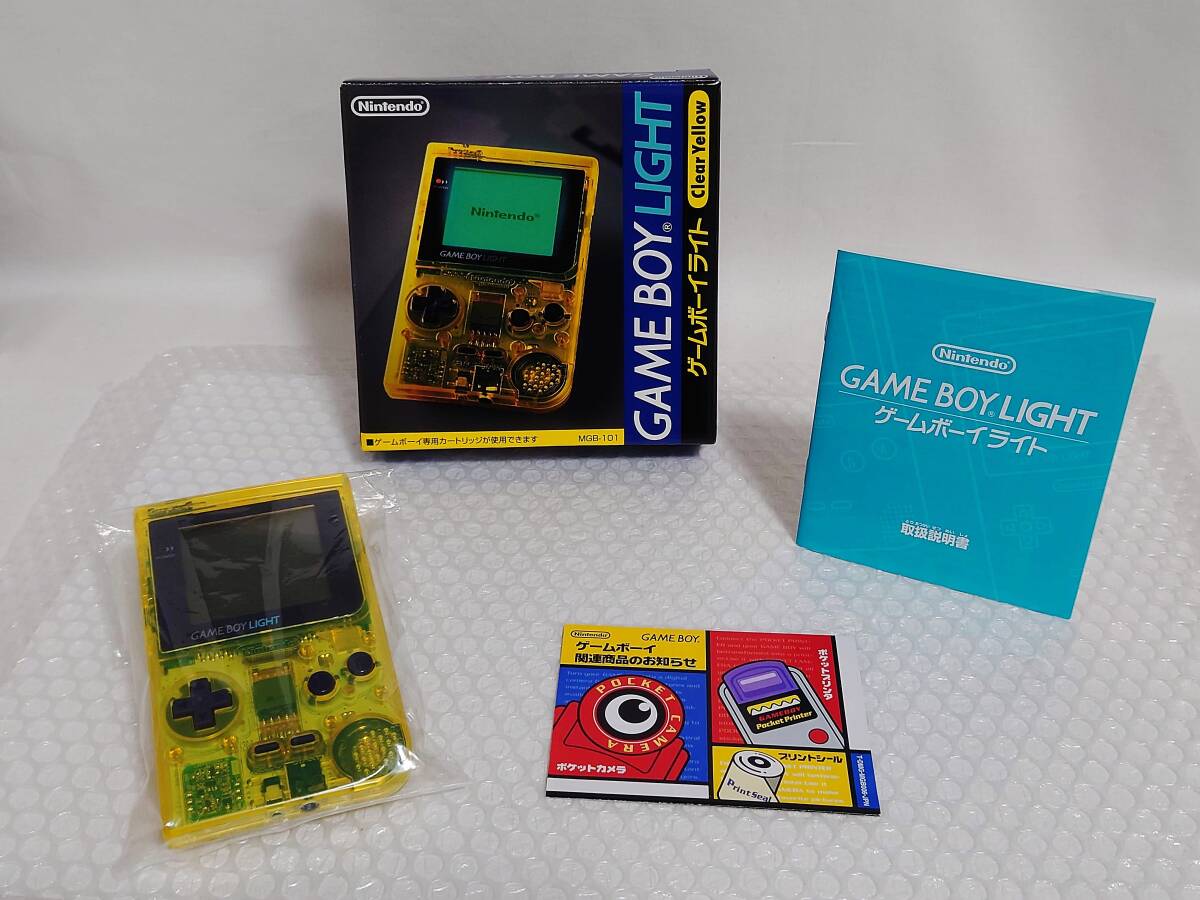 GAME BOY LIGHT
Nintendo®
Nintendo®
GAME BOY LIGHT
GAME BOY® LIGHT
ゲームボーイライト
Clear Yellow
■ゲームボーイ専用カートリッジが使用できます
MGB-101
GAME BOY LIGHT
Nintendo®
GAME BOY® LIGHT
ゲームボーイライト
取扱説明書
Nintendo®
GAME BOY®
ゲームボーイ
関連商品のお知らせ
POCKET CAMERA
ポケットカメラ
ポケットプリンタ
GAMEBOY
Pocket Printer
プリントシール
Print Seal